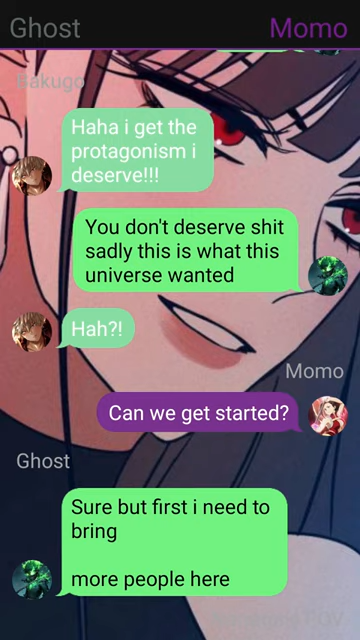 Ghost
Momo
Bakugo
Haha i get the
protagonism i
deserve!!!
You don't deserve shit
sadly this is what this
universe wanted
Hah?!
Momo
Can we get started?
Ghost
Sure but first i need to
bring
more people here
POV